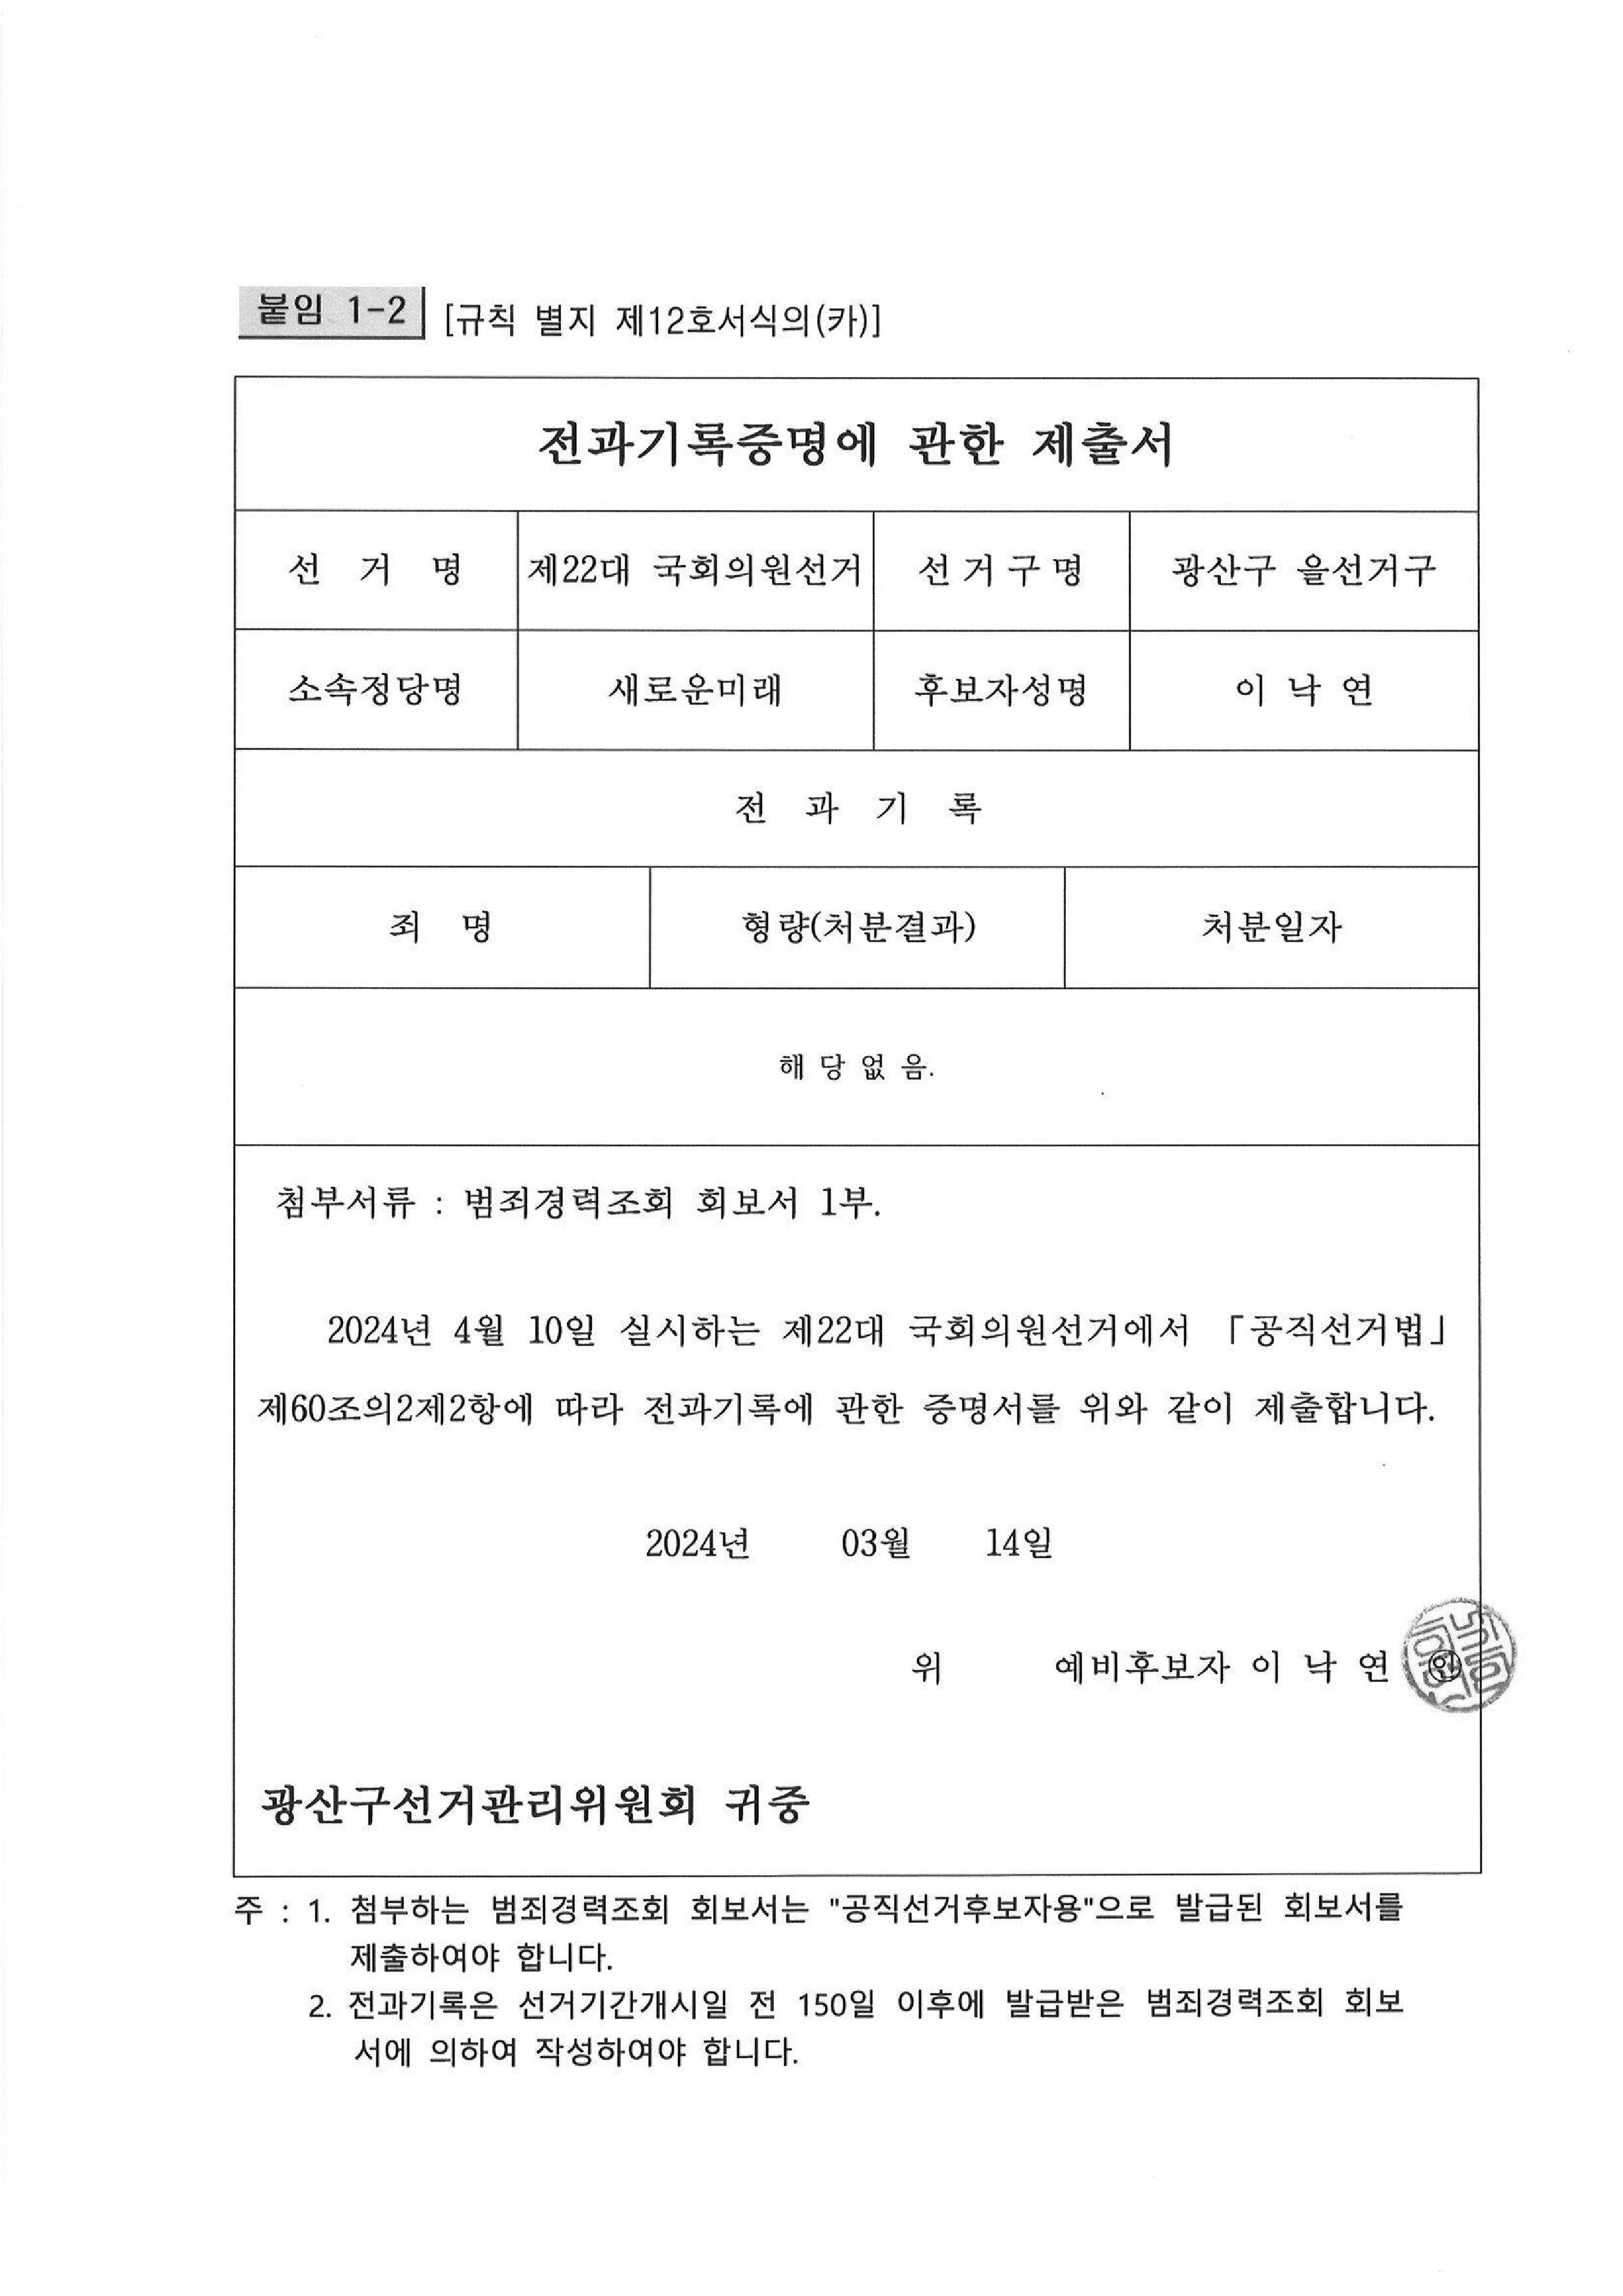 붙임 1-2 [규칙 별지 제12호서식의(카)]
전과기록증명에 관한 제출서
선 거 명 제22대 국회의원선거 선거구명 광산구 을선거구
소속정당명 새로운미래 후보자성명 이 낙 연
전 과 기 록
죄 명 형량(처분결과) 처분일자
해 당 없 음.
첨부서류 : 범죄경력조회 회보서 1부.
2024년 4월 10일 실시하는 제22대 국회의원선거에서 「공직선거법」
제60조의2제2항에 따라 전과기록에 관한 증명서를 위와 같이 제출합니다.
2024년 03월 14일
위 예비후보자 이 낙 연 ㊞
광산구선거관리위원회 귀중
주 : 1. 첨부하는 범죄경력조회 회보서는 "공직선거후보자용"으로 발급된 회보서를
제출하여야 합니다.
2. 전과기록은 선거기간개시일 전 150일 이후에 발급받은 범죄경력조회 회보
서에 의하여 작성하여야 합니다.